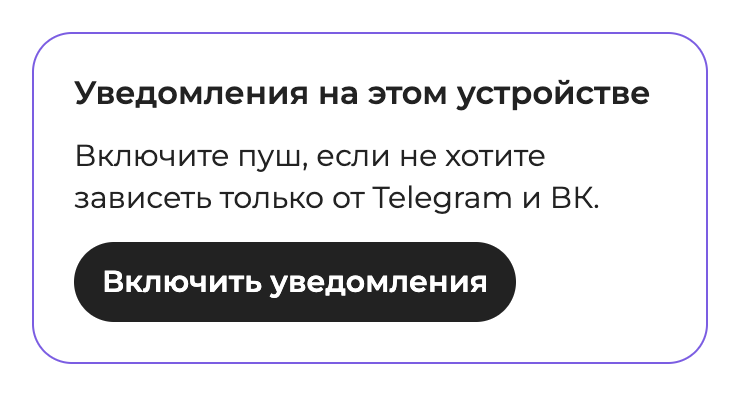 Уведомления на этом устройстве
Включите пуш, если не хотите
зависеть только от Telegram и ВК.
Включить уведомления